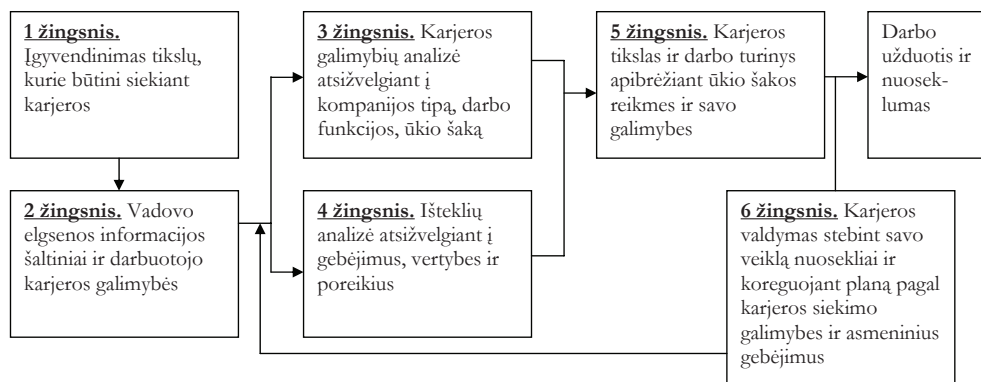 1 žingsnis.
Įgyvendinimas tikslų,
kurie būtini siekiant
karjeros
2 žingsnis. Vadovo
elgsenos informacijos
šaltiniai ir darbuotojo
karjeros galimybės
3 žingsnis. Karjeros
galimybių analizė
atsižvelgiant į
kompanijos tipą, darbo
funkcijos, ūkio šaką
4 žingsnis. Išteklių
analizė atsižvelgiant į
gebėjimus, vertybes ir
poreikius
5 žingsnis. Karjeros
tikslas ir darbo turinys
apibrėžiant ūkio šakos
reikmes ir savo
galimybes
6 žingsnis. Karjeros
valdymas stebint savo
veiklą nuosekliai ir
koreguojant planą pagal
karjeros siekimo
galimybes ir asmeninius
gebėjimus
Darbo
užduotis ir
nuosek-
lumas